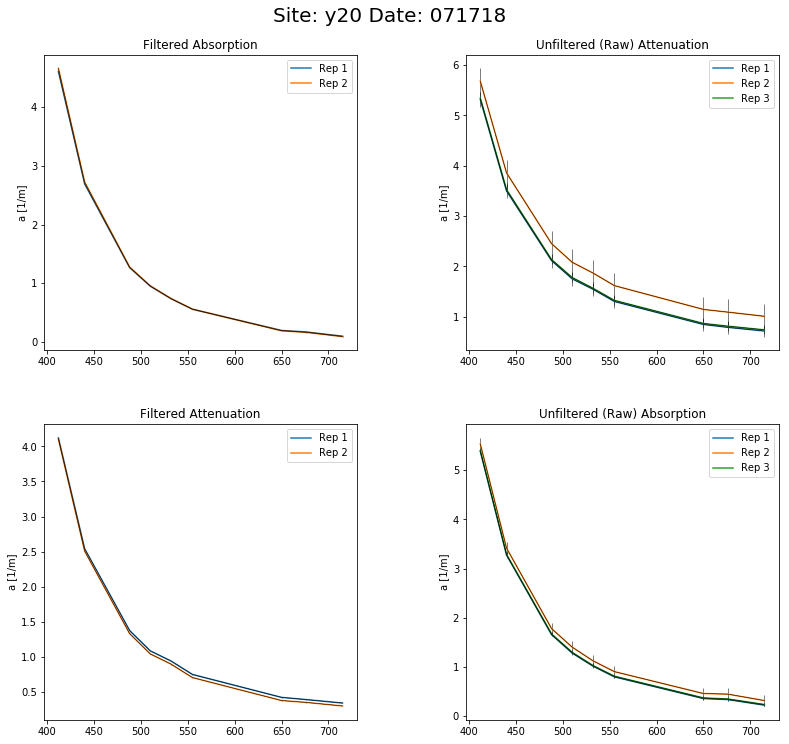 Site: y20 Date: 071718
Filtered Absorption
a [1/m]
4
3
2
1
0
400 450 500 550 600 650 700
Rep 1
Rep 2
Unfiltered (Raw) Attenuation
a [1/m]
6
5
4
3
2
1
400 450 500 550 600 650 700
Rep 1
Rep 2
Rep 3
Filtered Attenuation
a [1/m]
4.0
3.5
3.0
2.5
2.0
1.5
1.0
0.5
400 450 500 550 600 650 700
Rep 1
Rep 2
Unfiltered (Raw) Absorption
a [1/m]
5
4
3
2
1
0
400 450 500 550 600 650 700
Rep 1
Rep 2
Rep 3